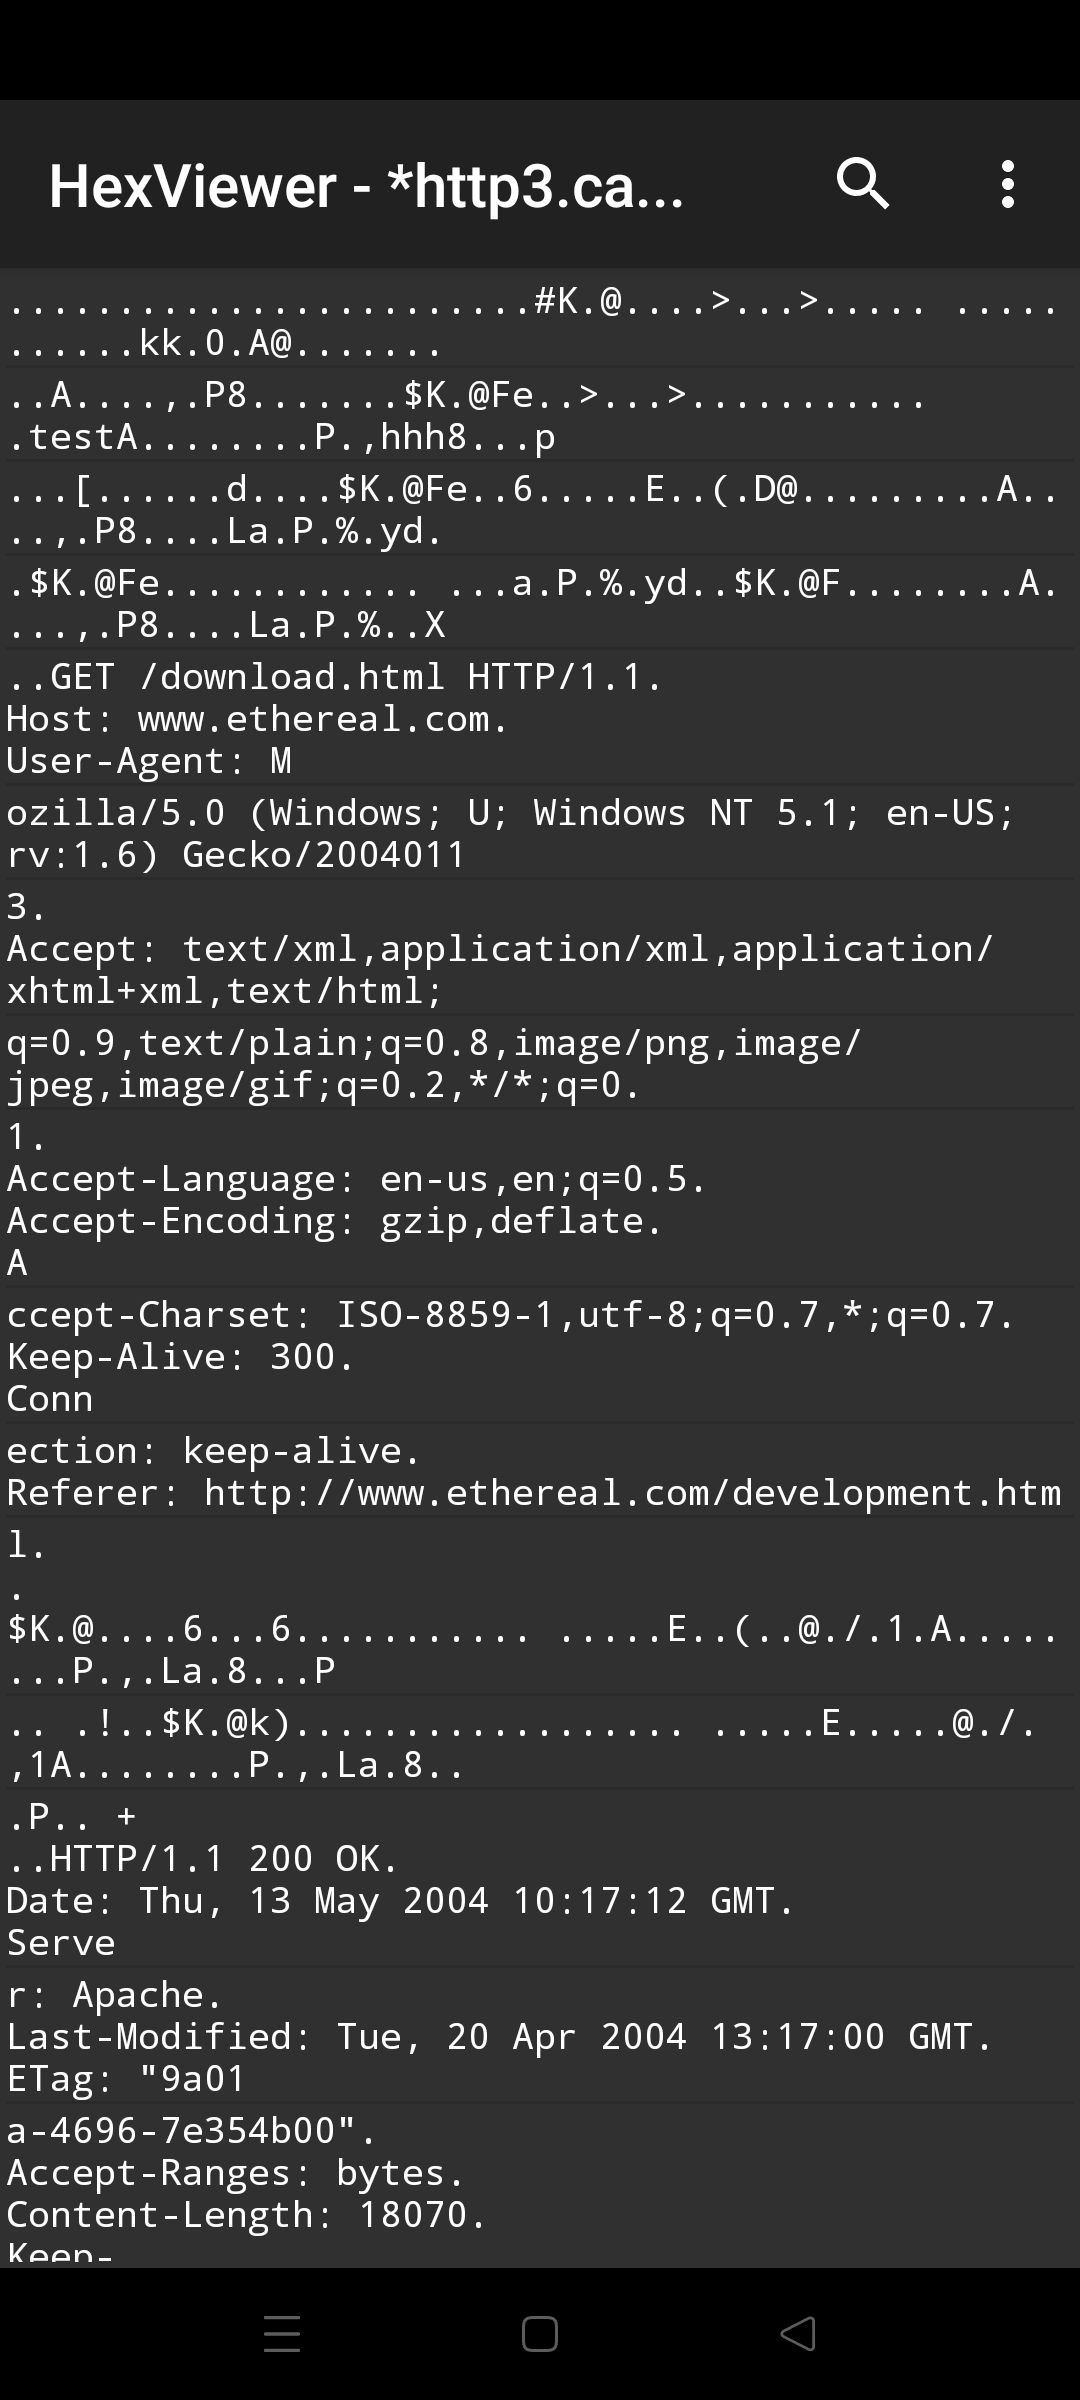 HexViewer - *http3.ca...
........................#K.@....>...>..... .....
......kk.0.A@.......
..A....,.P8.......$K.@Fe..>...>...........
.testA........P.,hhh8...p
...[......d....$K.@Fe..6.....E..(.D@.........A..
..,.P8....La.P.%.yd.
.$K.@Fe............ ...a.P.%.yd..$K.@F........A.
...,.P8....La.P.%..X
..GET /download.html HTTP/1.1.
Host: www.ethereal.com.
User-Agent: M
ozilla/5.0 (Windows; U; Windows NT 5.1; en-US;
rv:1.6) Gecko/2004011
3.
Accept: text/xml,application/xml,application/
xhtml+xml,text/html;
q=0.9,text/plain;q=0.8,image/png,image/
jpeg,image/gif;q=0.2,*/*;q=0.
1.
Accept-Language: en-us,en;q=0.5.
Accept-Encoding: gzip,deflate.
A
ccept-Charset: ISO-8859-1,utf-8;q=0.7,*;q=0.7.
Keep-Alive: 300.
Conn
ection: keep-alive.
Referer: http://www.ethereal.com/development.htm
l.
.
$K.@....6...6........... .....E..(..@./.1.A.....
...P.,.La.8...P
.. .!..$K.@k).................. .....E.....@./.
,1A........P.,.La.8..
.P.. +
..HTTP/1.1 200 OK.
Date: Thu, 13 May 2004 10:17:12 GMT.
Serve
r: Apache.
Last-Modified: Tue, 20 Apr 2004 13:17:00 GMT.
ETag: "9a01
a-4696-7e354b00".
Accept-Ranges: bytes.
Content-Length: 18070.
Keep-